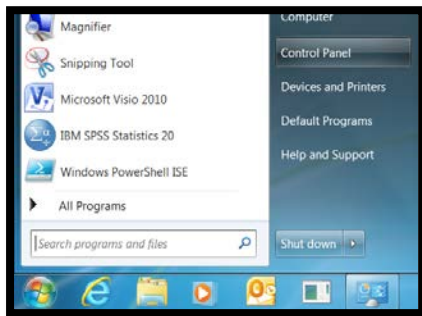 Magnifier
Snipping Tool
Microsoft Visio 2010
IBM SPSS Statistics 20
Windows PowerShell ISE
All Programs
Search programs and files
Computer
Control Panel
Devices and Printers
Default Programs
Help and Support
Shut down